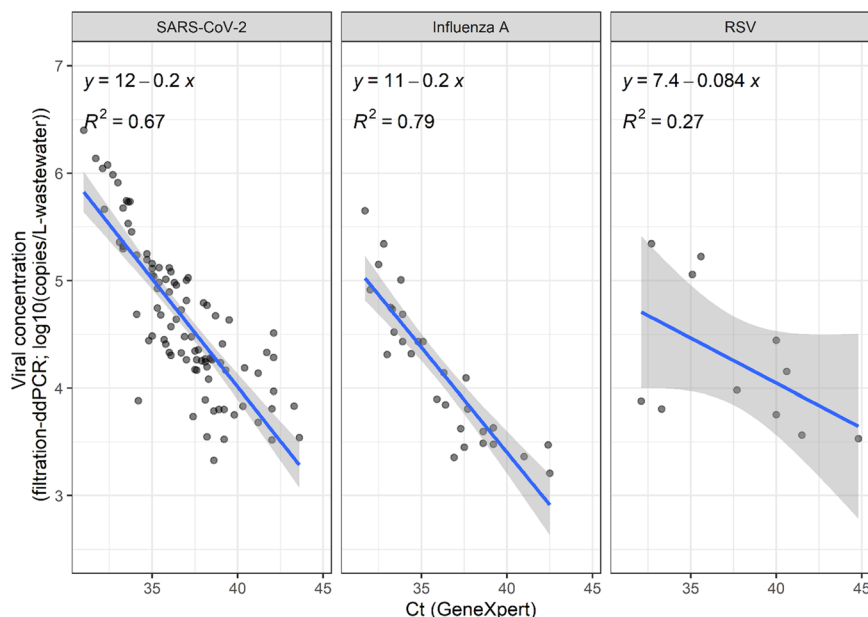 SARS-CoV-2 Influenza A RSV
y = 12 − 0.2 x
R² = 0.67
y = 11 − 0.2 x
R² = 0.79
y = 7.4 − 0.084 x
R² = 0.27
Viral concentration
(filtration-ddPCR; log10(copies/L-wastewater))
7
6
5
4
3
35 40 45 35 40 45 35 40 45
Ct (GeneXpert)